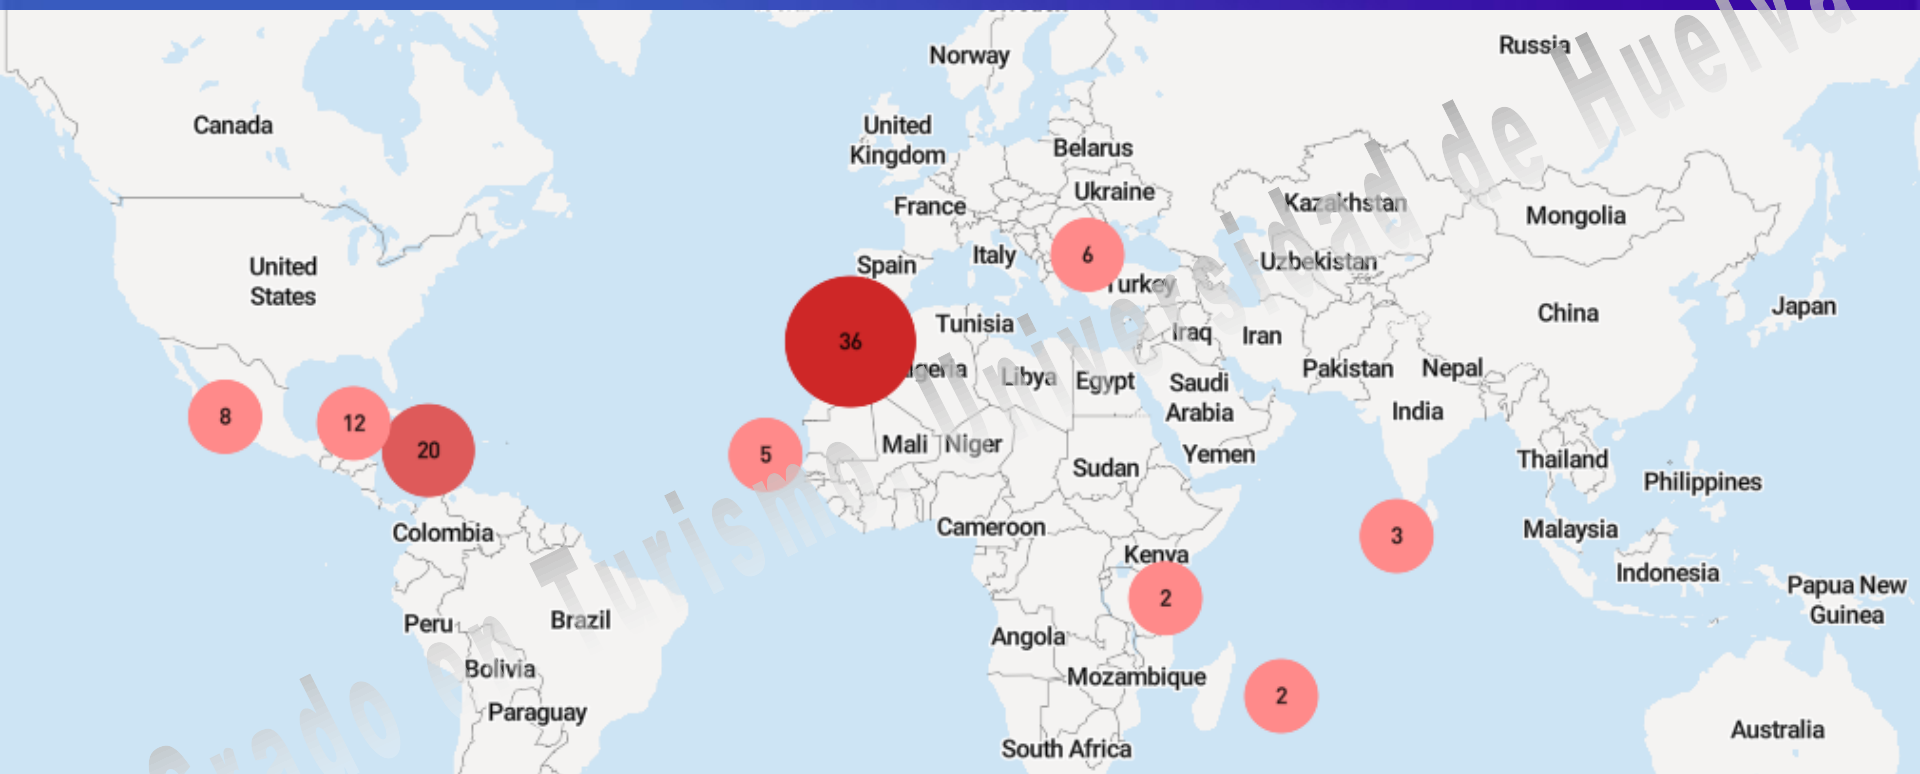 Norway
Russia
Canada
United
Kingdom
Belarus
Ukraine
France
Kazakhstan
Mongolia
Spain
Italy
6
Uzbekistan
United
States
Turkey
China
Japan
36
Tunisia
Iraq
Iran
Algeria
Libya
Egypt
Saudi
Arabia
Pakistan
Nepal
India
8
12
20
5
Mali
Niger
Sudan
Yemen
Thailand
Philippines
Colombia
Cameroon
Kenya
3
Malaysia
Indonesia
Papua New
Guinea
2
Peru
Brazil
Angola
Bolivia
Mozambique
2
Paraguay
South Africa
Australia
Grado en Turismo, Universidad de Huelva